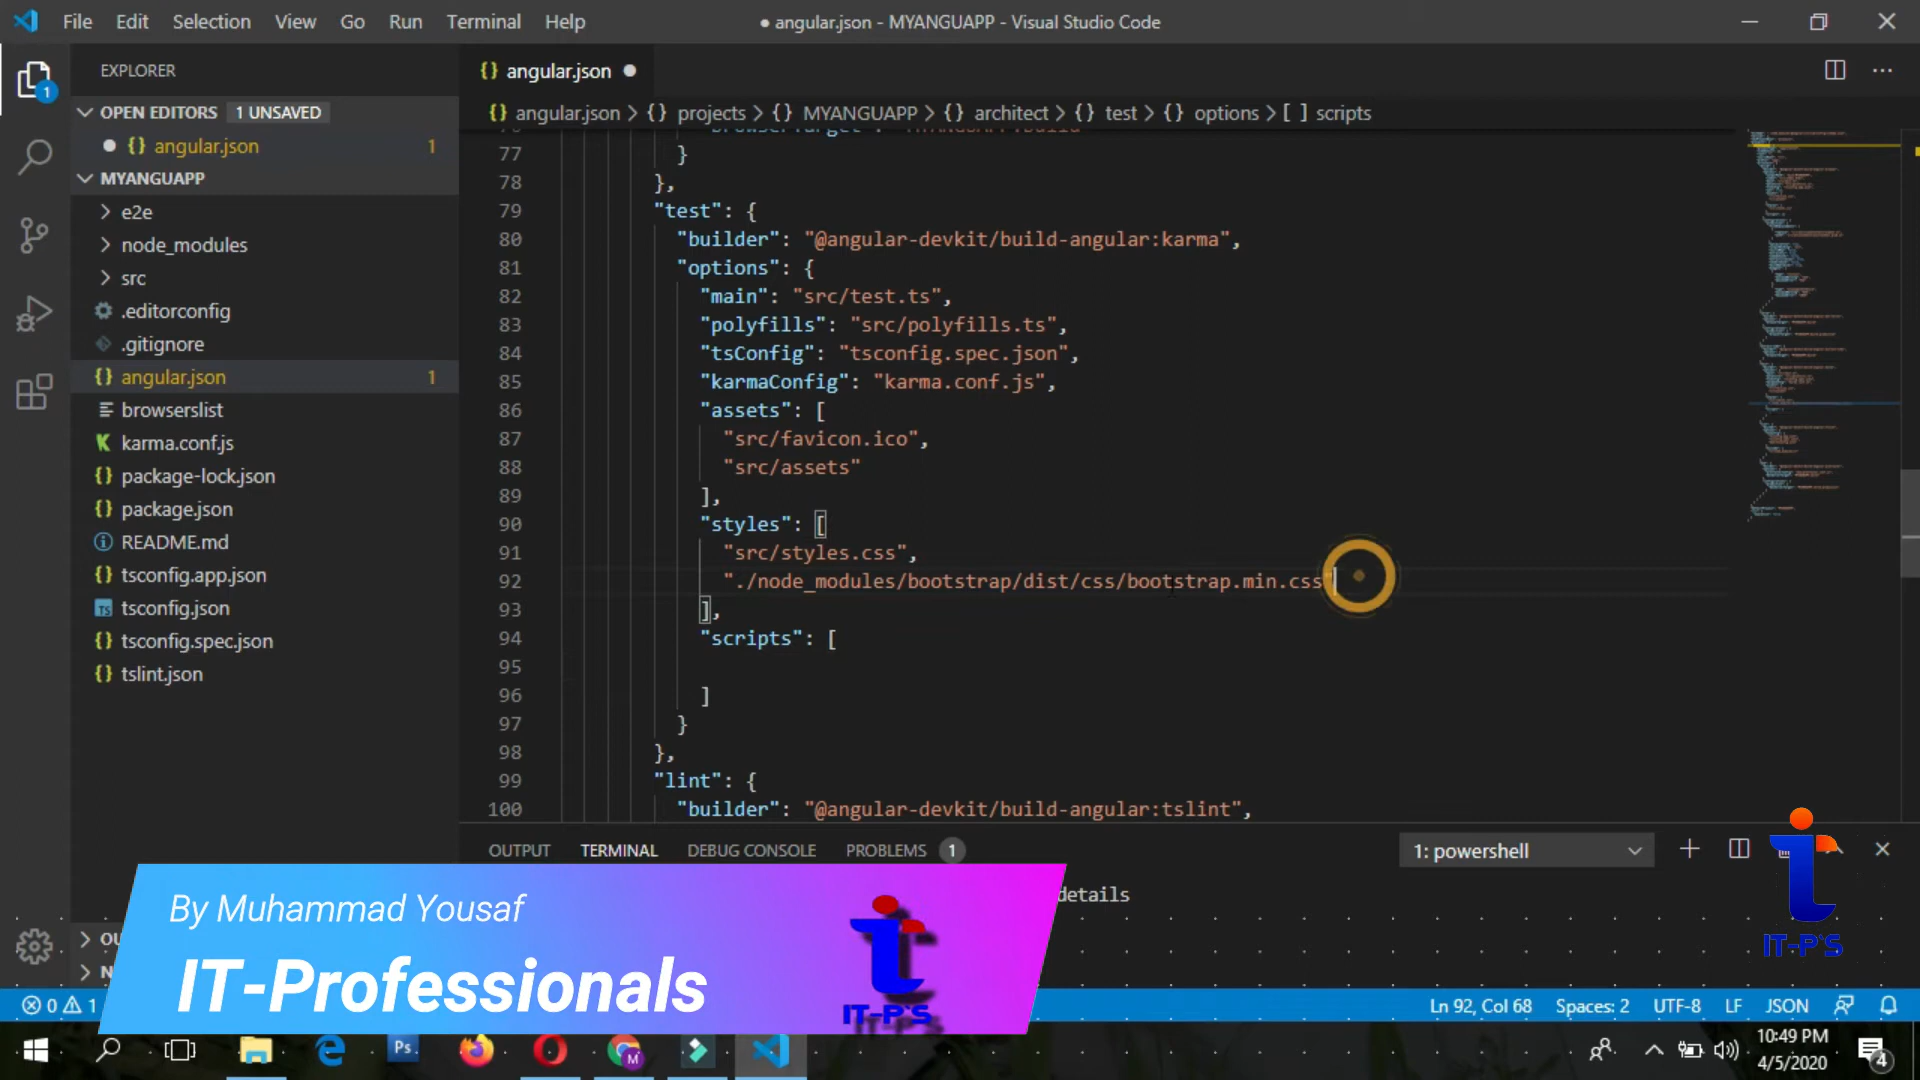 File Edit Selection View Go Run Terminal Help
● angular.json - MYANGUAPP - Visual Studio Code
EXPLORER
OPEN EDITORS 1 UNSAVED
{} angular.json 1
MYANGUAPP
e2e
node_modules
src
.editorconfig
.gitignore
{} angular.json 1
browserslist
karma.conf.js
{} package-lock.json
{} package.json
README.md
{} tsconfig.app.json
TS tsconfig.json
{} tsconfig.spec.json
{} tslint.json
1
{} angular.json ●
{} angular.json > {} projects > {} MYANGUAPP > {} architect > {} test > {} options > [ ] scripts
77 }
78 },
79 "test": {
80 "builder": "@angular-devkit/build-angular:karma",
81 "options": {
82 "main": "src/test.ts",
83 "polyfills": "src/polyfills.ts",
84 "tsConfig": "tsconfig.spec.json",
85 "karmaConfig": "karma.conf.js",
86 "assets": [
87 "src/favicon.ico",
88 "src/assets"
89 ],
90 "styles": [
91 "src/styles.css",
92 "./node_modules/bootstrap/dist/css/bootstrap.min.css"
93 ],
94 "scripts": [
95
96 ]
97 }
98 },
99 "lint": {
100 "builder": "@angular-devkit/build-angular:tslint",
OUTPUT TERMINAL DEBUG CONSOLE PROBLEMS 1
1: powershell
details
By Muhammad Yousaf
IT-Professionals
IT-P'S
IT-P'S
0 1
Ln 92, Col 68 Spaces: 2 UTF-8 LF JSON
Ps
M
10:49 PM
4/5/2020
4